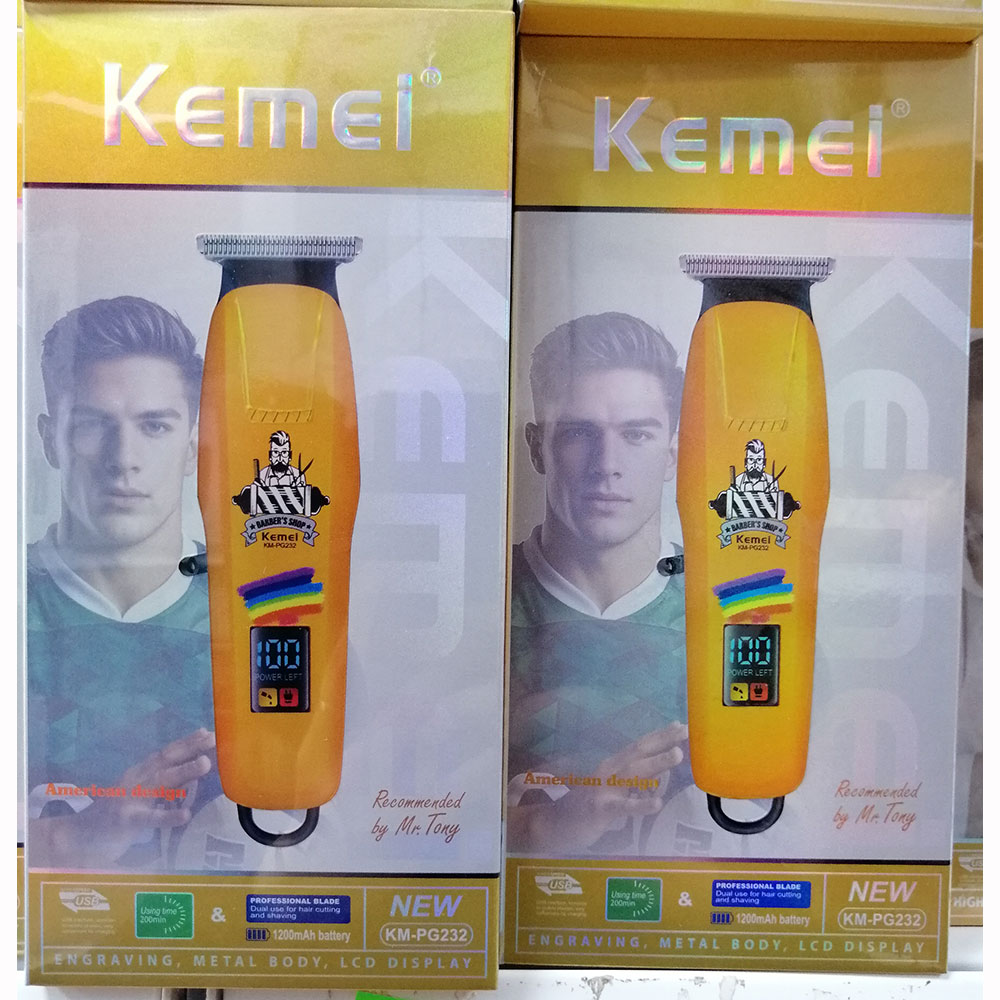 Kemei®
BARBER'S SHOP
Kemei
KM-PG232
100
POWER LEFT
American design
Recommended
by Mr. Tony
USB
Using time
200min
&
PROFESSIONAL BLADE
Dual use for hair cutting
and shaving
1200mAh battery
NEW
KM-PG232
ENGRAVING, METAL BODY, LCD DISPLAY
Kemei®
BARBER'S SHOP
Kemei
KM-PG232
100
POWER LEFT
American design
Recommended
by Mr. Tony
USB
Using time
200min
&
PROFESSIONAL BLADE
Dual use for hair cutting
and shaving
1200mAh battery
NEW
KM-PG232
ENGRAVING, METAL BODY, LCD DISPLAY
HIGH